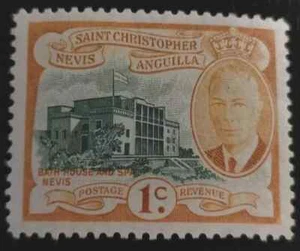 SAINT CHRISTOPHER
NEVIS ANGUILLA
BATH HOUSE AND SPA
NEVIS
POSTAGE 1C REVENUE